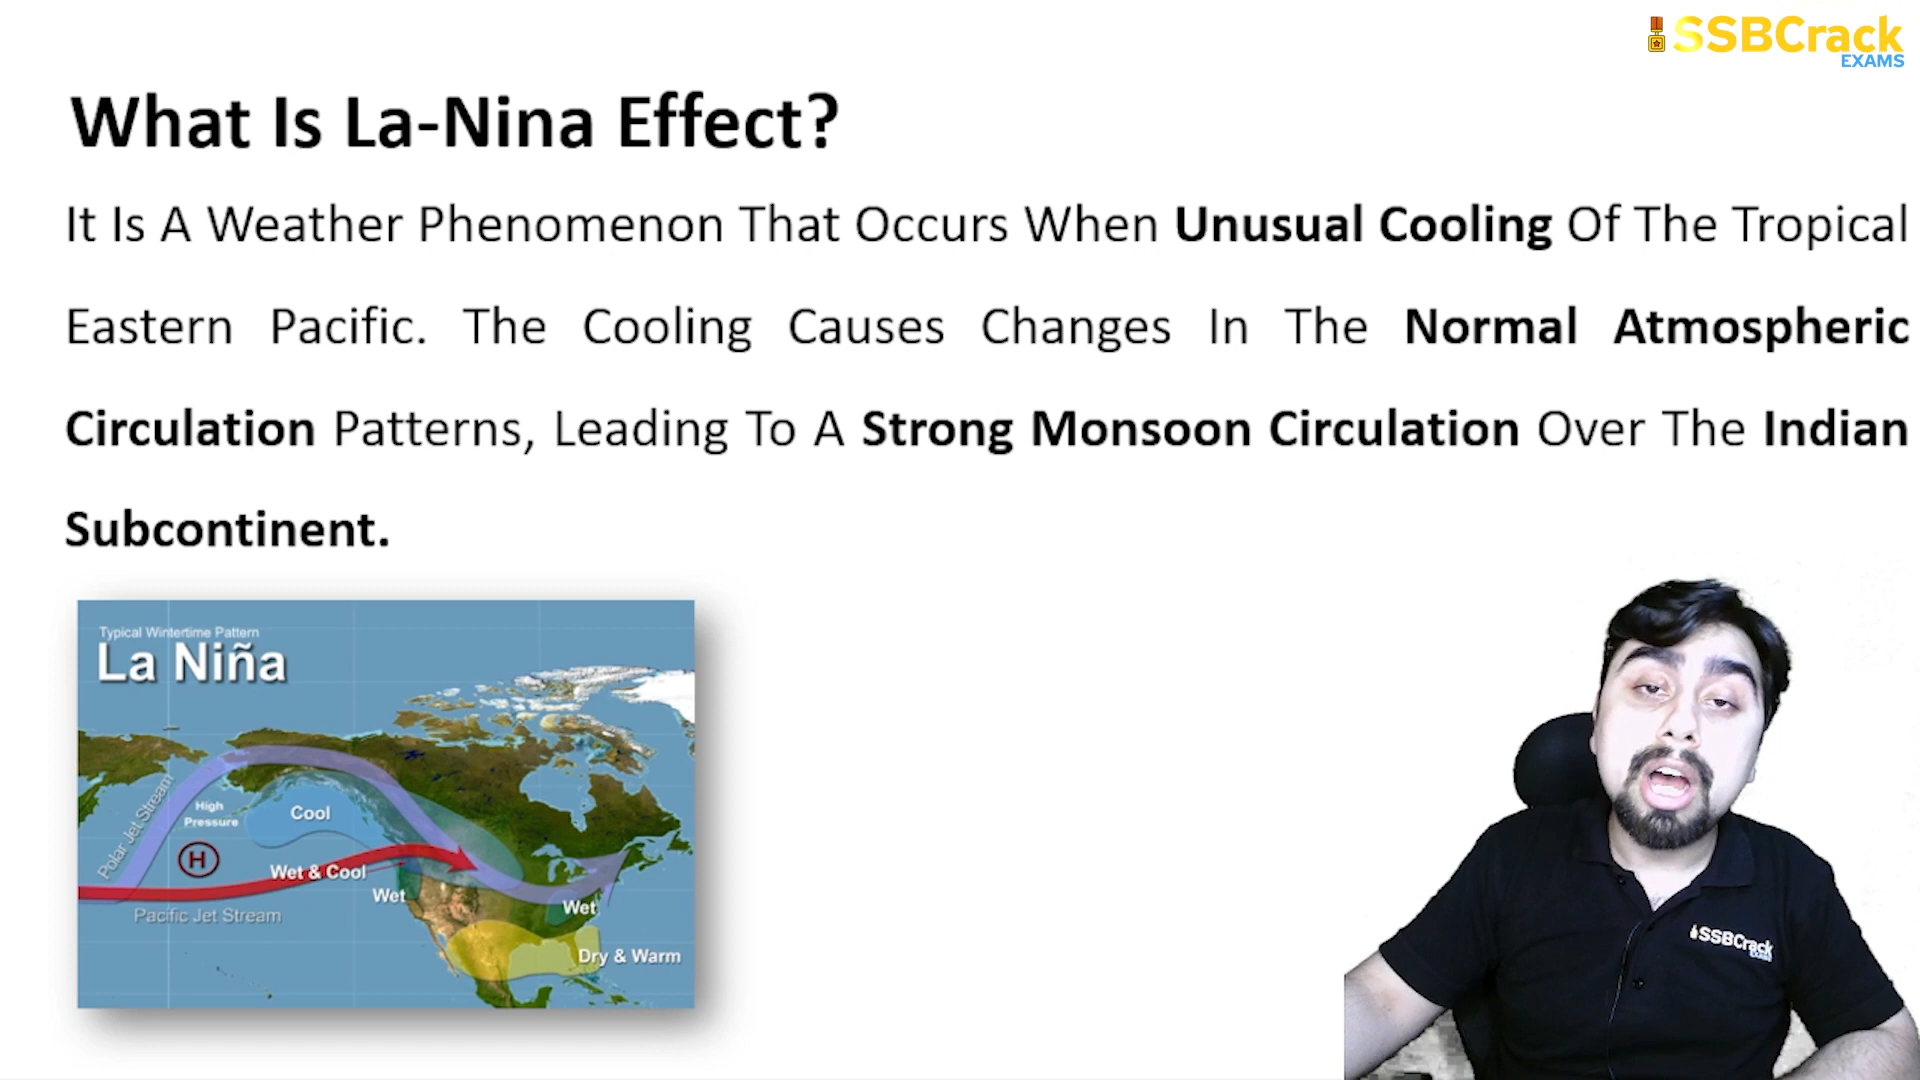 SSBCrack
EXAMS
What Is La-Nina Effect?
It Is A Weather Phenomenon That Occurs When Unusual Cooling Of The Tropical
Eastern Pacific. The Cooling Causes Changes In The Normal Atmospheric
Circulation Patterns, Leading To A Strong Monsoon Circulation Over The Indian
Subcontinent.
Typical Wintertime Pattern
La Niña
Polar Jet Stream
High
Pressure
H
Cool
Wet & Cool
Wet
Pacific Jet Stream
Wet
Dry & Warm
SSBCrack
EXAMS